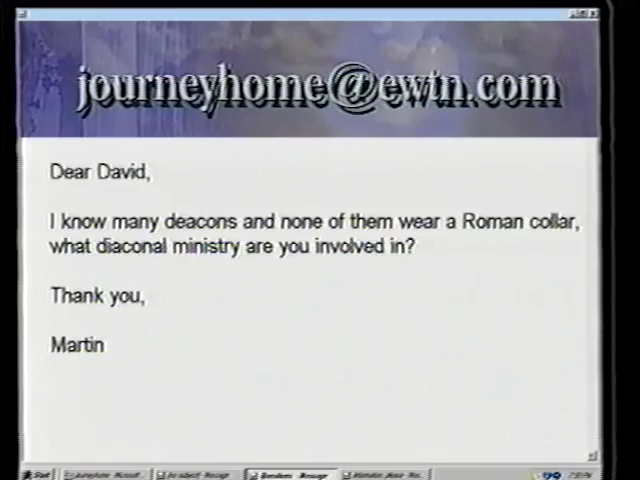 journeyhome@ewtn.com
Dear David,
I know many deacons and none of them wear a Roman collar,
what diaconal ministry are you involved in?
Thank you,
Martin